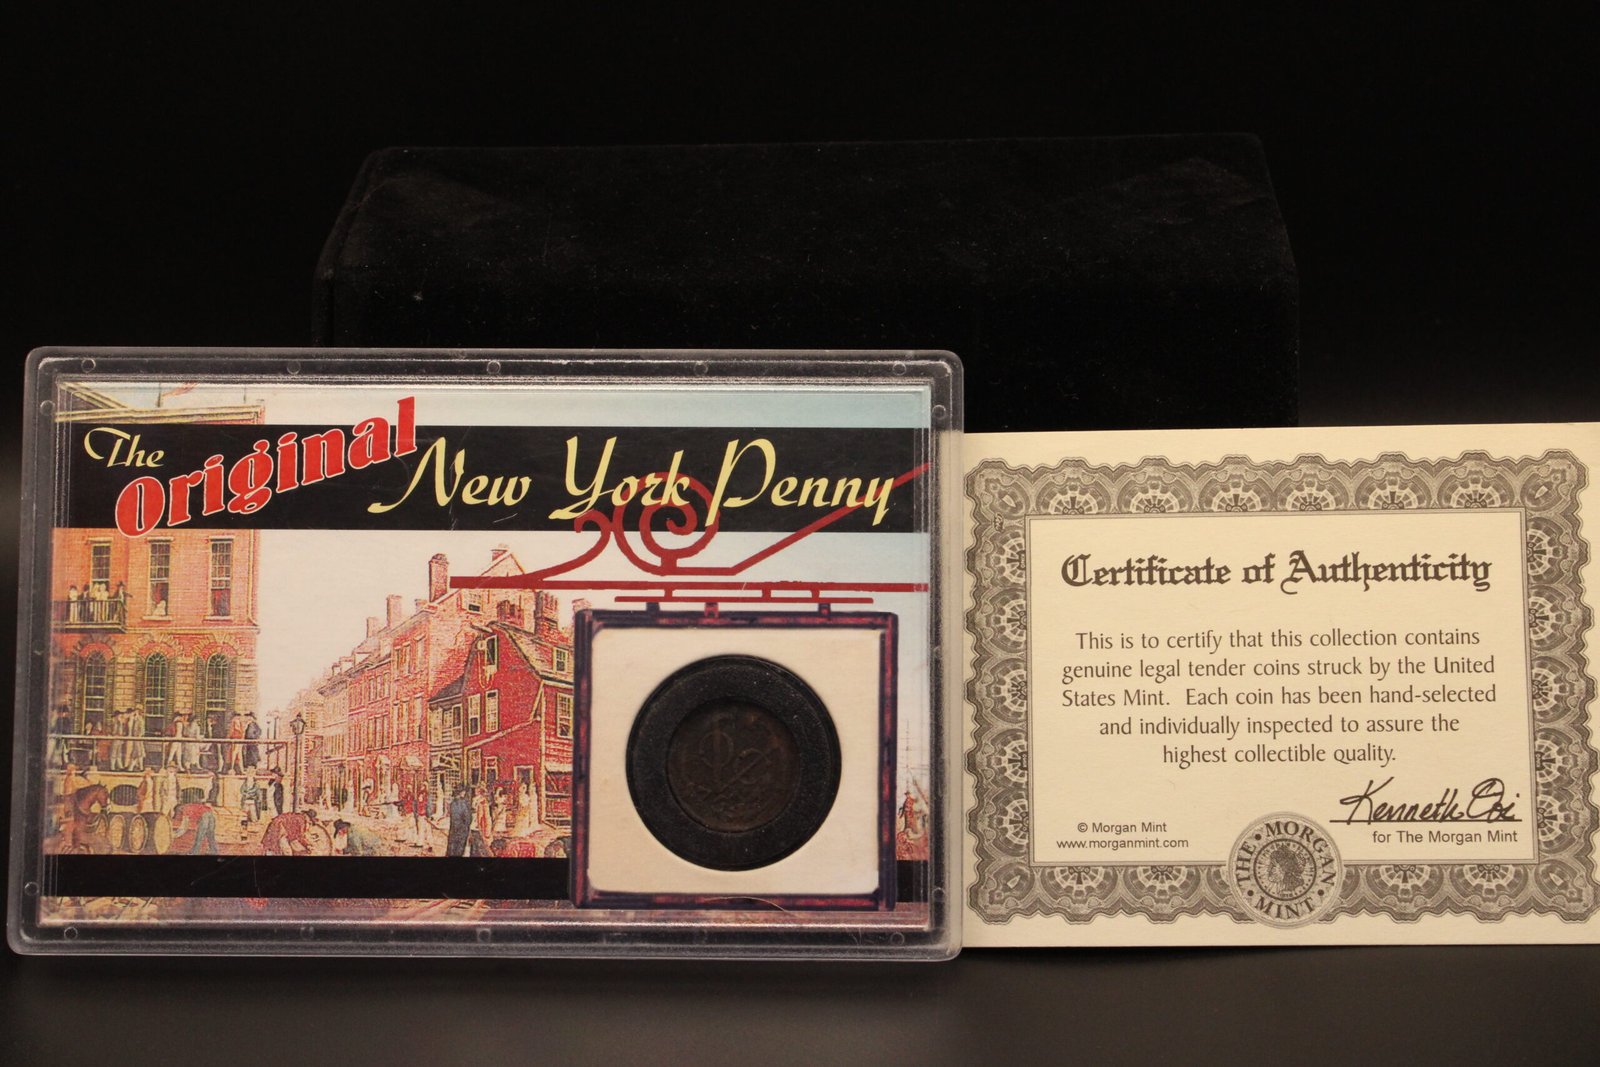 The Original New York Penny
Certificate of Authenticity
This is to certify that this collection contains
genuine legal tender coins struck by the United
States Mint. Each coin has been hand-selected
and individually inspected to assure the
highest collectible quality.
Kenneth
© Morgan Mint
www.morganmint.com
for The Morgan Mint
THE MORGAN MINT